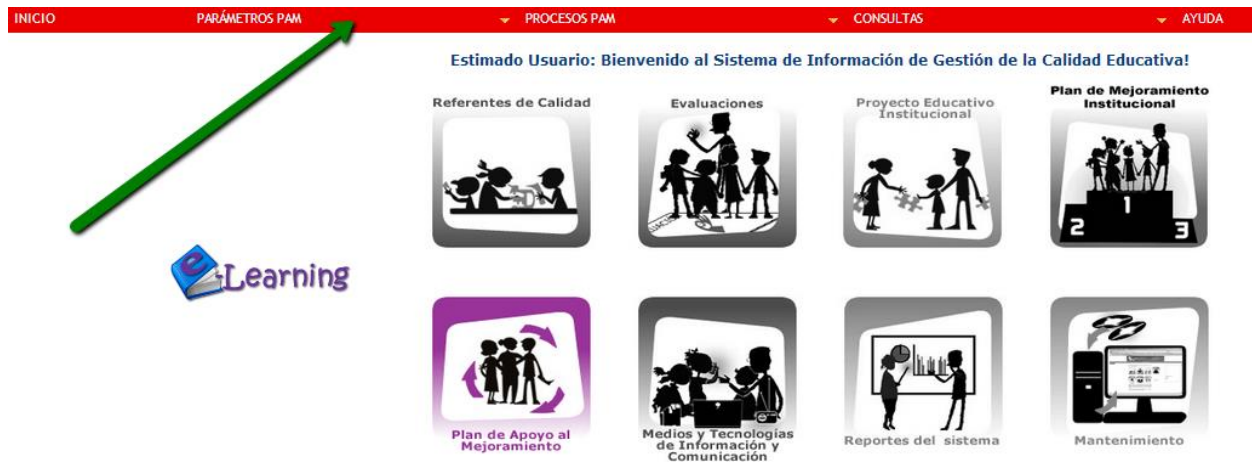 INICIO PARÁMETROS PAM PROCESOS PAM CONSULTAS AYUDA
Estimado Usuario: Bienvenido al Sistema de Información de Gestión de la Calidad Educativa!
Referentes de Calidad
Evaluaciones
Proyecto Educativo
Institucional
Plan de Mejoramiento
Institucional
2 1 3
e-Learning
Plan de Apoyo al
Mejoramiento
Medios y Tecnologías
de Información y
Comunicación
Reportes del sistema
Mantenimiento